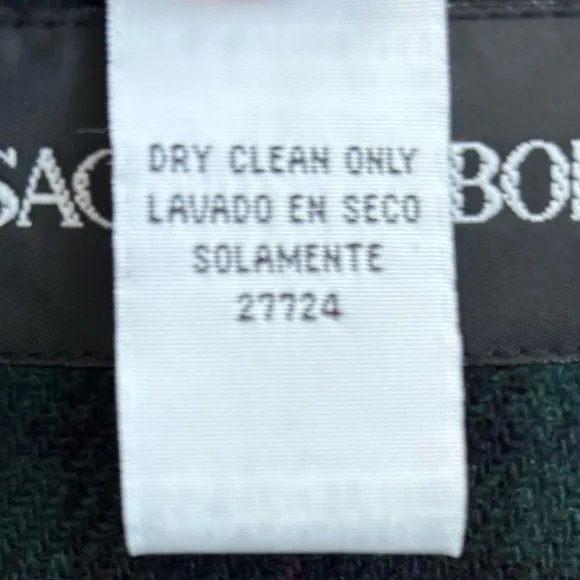 DRY CLEAN ONLY
LAVADO EN SECO
SOLAMENTE
27724